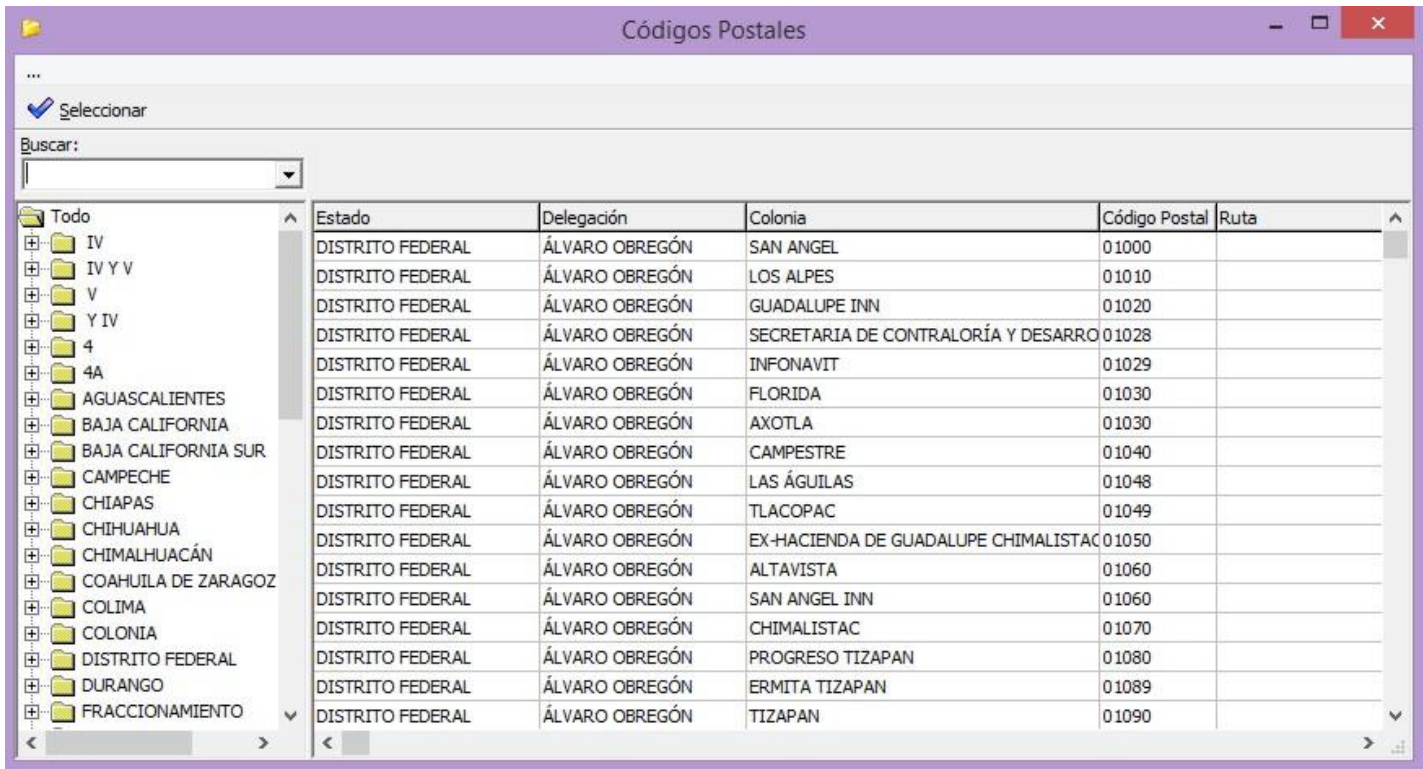 Códigos Postales
...
Seleccionar
Buscar:
Todo
IV
IV Y V
V
Y IV
4
4A
AGUASCALIENTES
BAJA CALIFORNIA
BAJA CALIFORNIA SUR
CAMPECHE
CHIAPAS
CHIHUAHUA
CHIMALHUACÁN
COAHUILA DE ZARAGOZ
COLIMA
COLONIA
DISTRITO FEDERAL
DURANGO
FRACCIONAMIENTO
Estado Delegación Colonia Código Postal Ruta
DISTRITO FEDERAL ÁLVARO OBREGÓN SAN ANGEL 01000
DISTRITO FEDERAL ÁLVARO OBREGÓN LOS ALPES 01010
DISTRITO FEDERAL ÁLVARO OBREGÓN GUADALUPE INN 01020
DISTRITO FEDERAL ÁLVARO OBREGÓN SECRETARIA DE CONTRALORÍA Y DESARRO 01028
DISTRITO FEDERAL ÁLVARO OBREGÓN INFONAVIT 01029
DISTRITO FEDERAL ÁLVARO OBREGÓN FLORIDA 01030
DISTRITO FEDERAL ÁLVARO OBREGÓN AXOTLA 01030
DISTRITO FEDERAL ÁLVARO OBREGÓN CAMPESTRE 01040
DISTRITO FEDERAL ÁLVARO OBREGÓN LAS ÁGUILAS 01048
DISTRITO FEDERAL ÁLVARO OBREGÓN TLACOPAC 01049
DISTRITO FEDERAL ÁLVARO OBREGÓN EX-HACIENDA DE GUADALUPE CHIMALISTAC 01050
DISTRITO FEDERAL ÁLVARO OBREGÓN ALTAVISTA 01060
DISTRITO FEDERAL ÁLVARO OBREGÓN SAN ANGEL INN 01060
DISTRITO FEDERAL ÁLVARO OBREGÓN CHIMALISTAC 01070
DISTRITO FEDERAL ÁLVARO OBREGÓN PROGRESO TIZAPAN 01080
DISTRITO FEDERAL ÁLVARO OBREGÓN ERMITA TIZAPAN 01089
DISTRITO FEDERAL ÁLVARO OBREGÓN TIZAPAN 01090